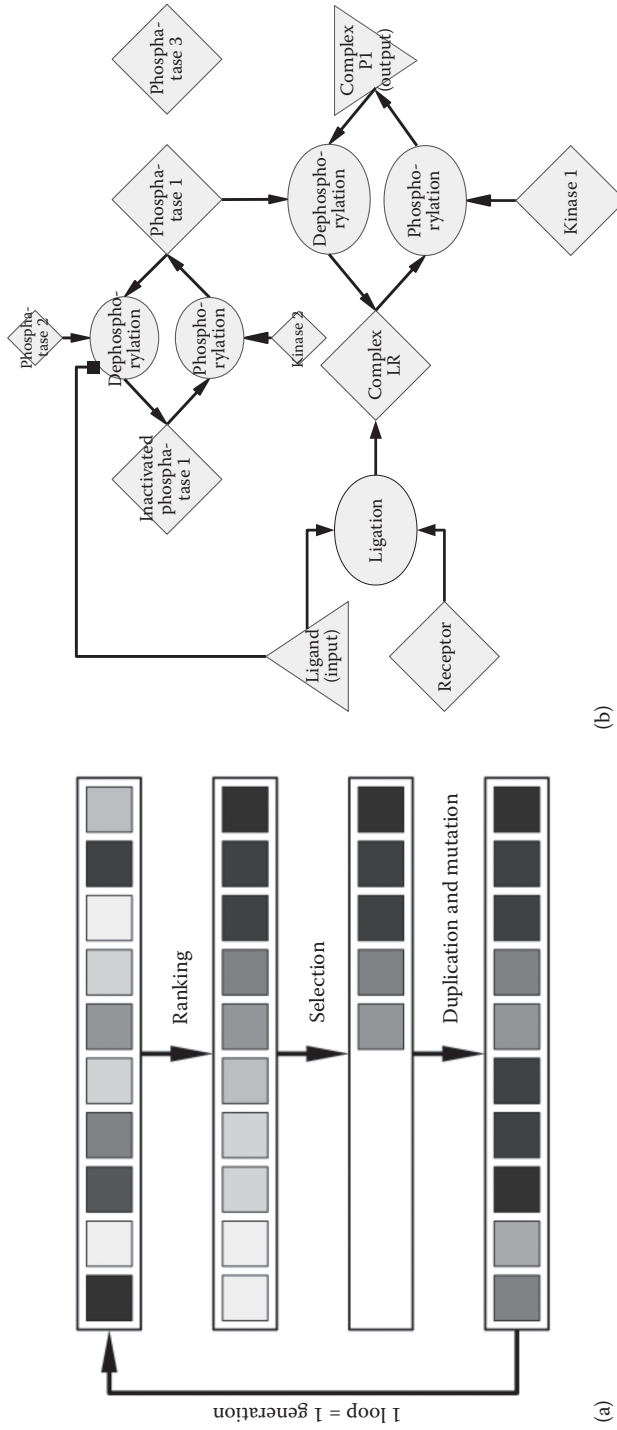 1 loop = 1 generation
Ranking
Selection
Duplication and mutation
(a)
Phospha-
tase 2
Dephospho-
rylation
Inactivated
phospha-
tase 1
Phospho-
rylation
Kinase 2
Phospha-
tase 1
Phospha-
tase 3
Ligand
(input)
Receptor
Ligation
Complex
LR
Dephospho-
rylation
Phospho-
rylation
Complex
P1
(output)
Kinase 1
(b)